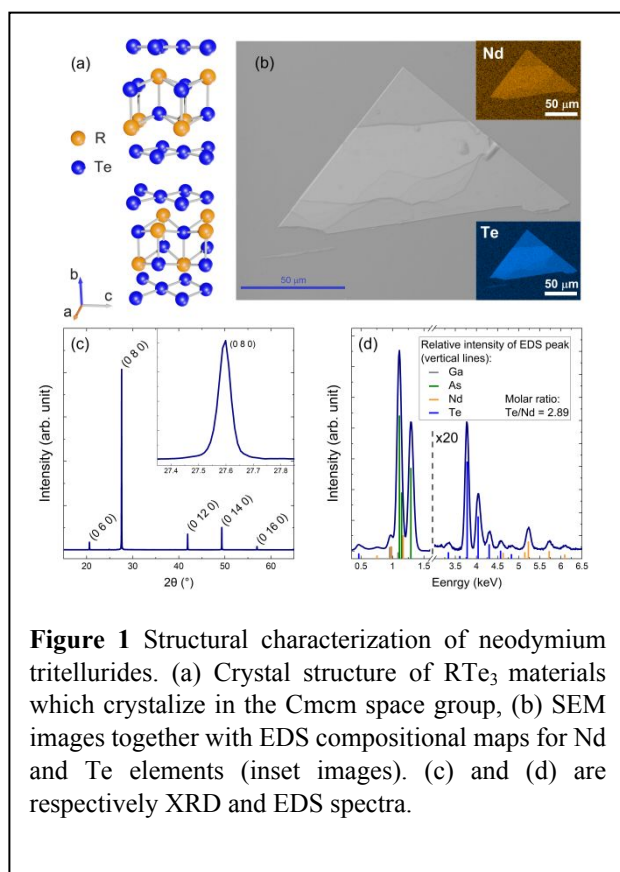 (a)
R
Te
b
c
a
(b)
50 μm
Nd
50 μm
Te
50 μm
(c)
Intensity (arb. unit)
(0 6 0)
(0 8 0)
(0 12 0)
(0 14 0)
(0 16 0)
(0 8 0)
27.4 27.5 27.6 27.7 27.8
20 30 40 50 60
2θ (°)
(d)
Intensity (arb. unit)
Relative intensity of EDS peak
(vertical lines):
Ga
As
Nd
Te
Molar ratio:
Te/Nd = 2.89
x20
0.5 1 1.5 3 3.5 4 4.5 5.0 5.5 6.0 6.5
Eenrgy (keV)
Figure 1 Structural characterization of neodymium
tritellurides. (a) Crystal structure of RTe₃ materials
which crystalize in the Cmcm space group, (b) SEM
images together with EDS compositional maps for Nd
and Te elements (inset images). (c) and (d) are
respectively XRD and EDS spectra.